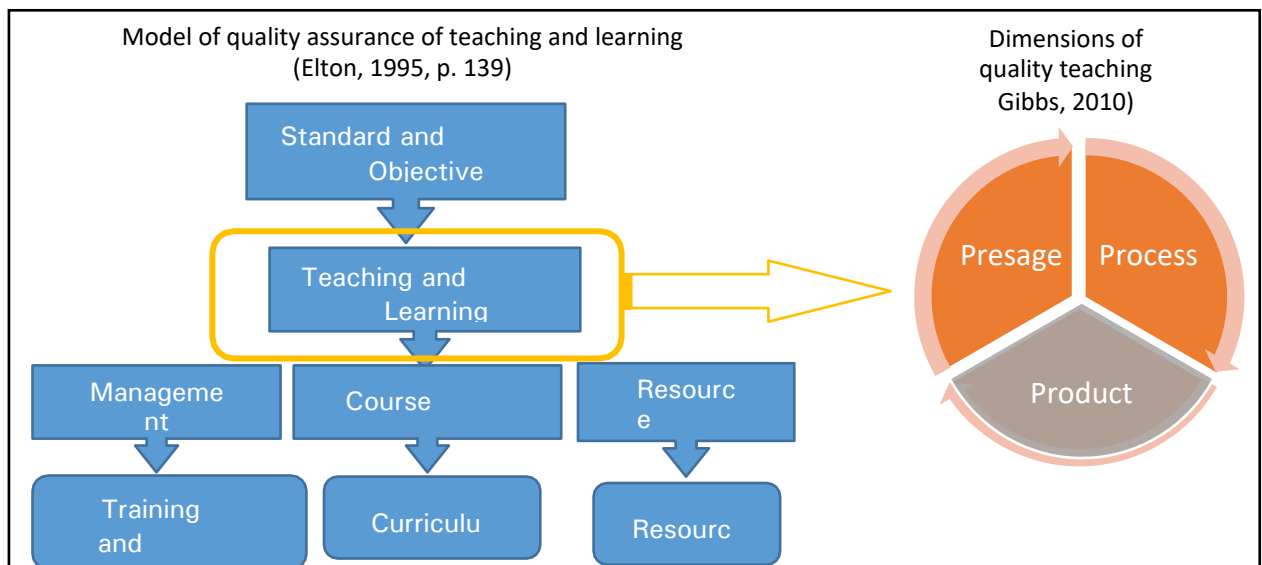 Model of quality assurance of teaching and learning
(Elton, 1995, p. 139)
Dimensions of
quality teaching
Gibbs, 2010)
Standard and
Objective
Teaching and
Learning
Manageme
nt
Course
Resourc
e
Training
and
Curriculu
Resourc
Presage
Process
Product